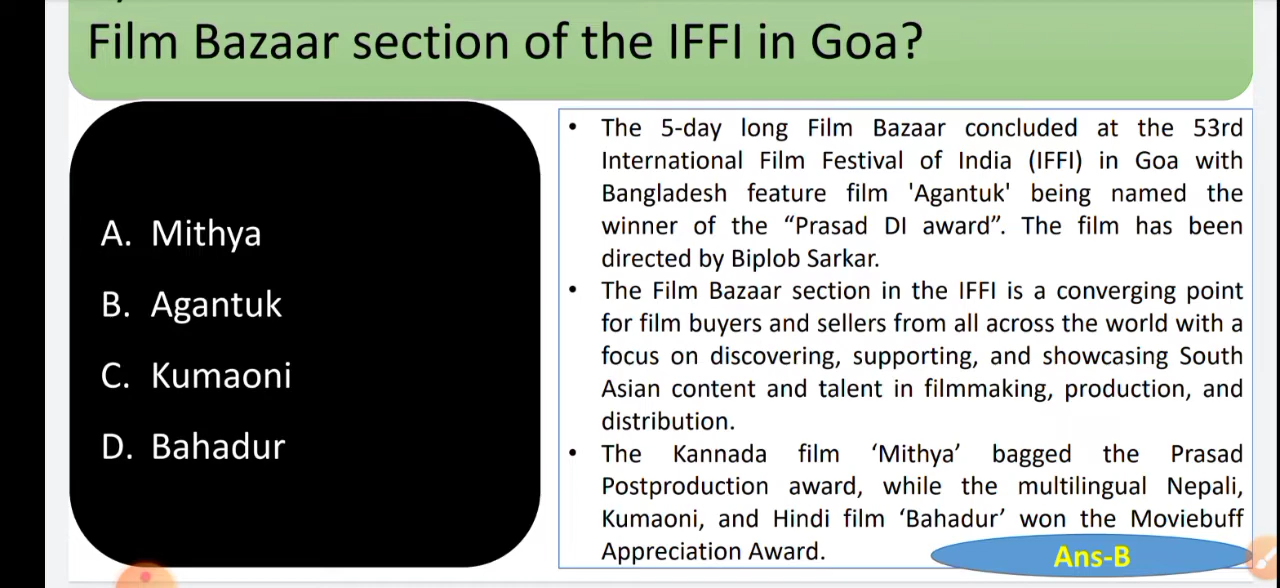 Film Bazaar section of the IFFI in Goa?
A. Mithya
B. Agantuk
C. Kumaoni
D. Bahadur
• The 5-day long Film Bazaar concluded at the 53rd
International Film Festival of India (IFFI) in Goa with
Bangladesh feature film 'Agantuk' being named the
winner of the “Prasad DI award”. The film has been
directed by Biplob Sarkar.
• The Film Bazaar section in the IFFI is a converging point
for film buyers and sellers from all across the world with a
focus on discovering, supporting, and showcasing South
Asian content and talent in filmmaking, production, and
distribution.
• The Kannada film ‘Mithya’ bagged the Prasad
Postproduction award, while the multilingual Nepali,
Kumaoni, and Hindi film ‘Bahadur’ won the Moviebuff
Appreciation Award.
Ans-B